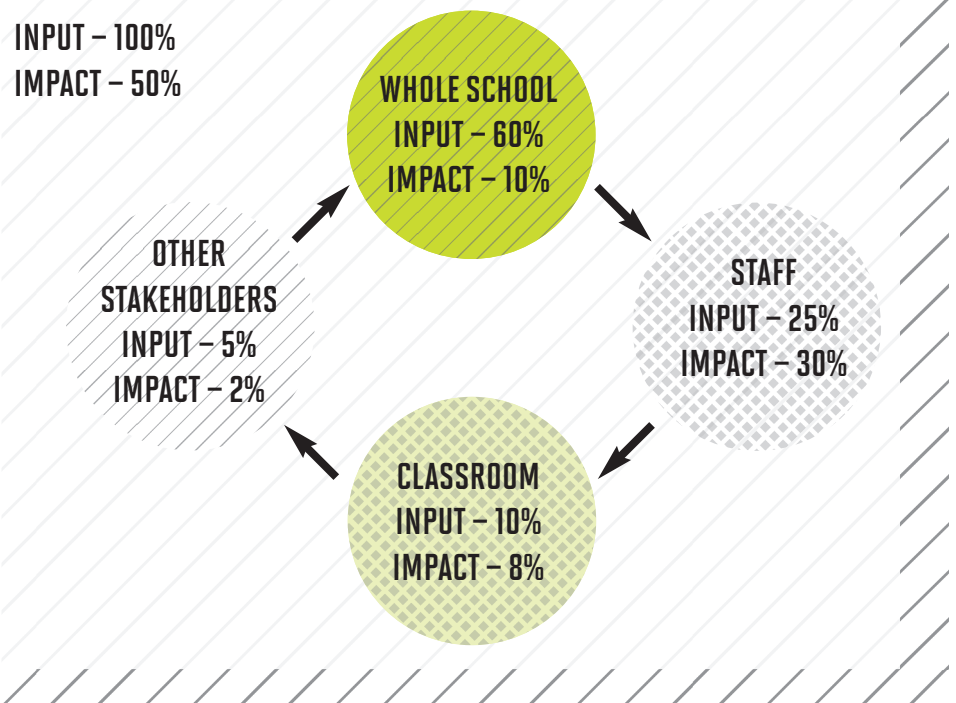 INPUT – 100%
IMPACT – 50%
WHOLE SCHOOL
INPUT – 60%
IMPACT – 10%
STAFF
INPUT – 25%
IMPACT – 30%
CLASSROOM
INPUT – 10%
IMPACT – 8%
OTHER
STAKEHOLDERS
INPUT – 5%
IMPACT – 2%